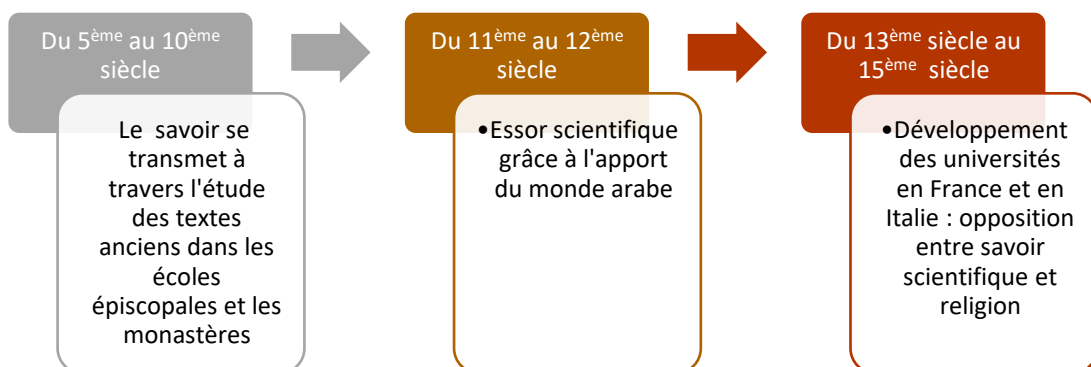 Du 5ème au 10ème
siècle
Le savoir se
transmet à
travers l'étude
des textes
anciens dans les
écoles
épiscopales et les
monastères
Du 11ème au 12ème
siècle
•Essor scientifique
grâce à l'apport
du monde arabe
Du 13ème siècle au
15ème siècle
•Développement
des universités
en France et en
Italie : opposition
entre savoir
scientifique et
religion